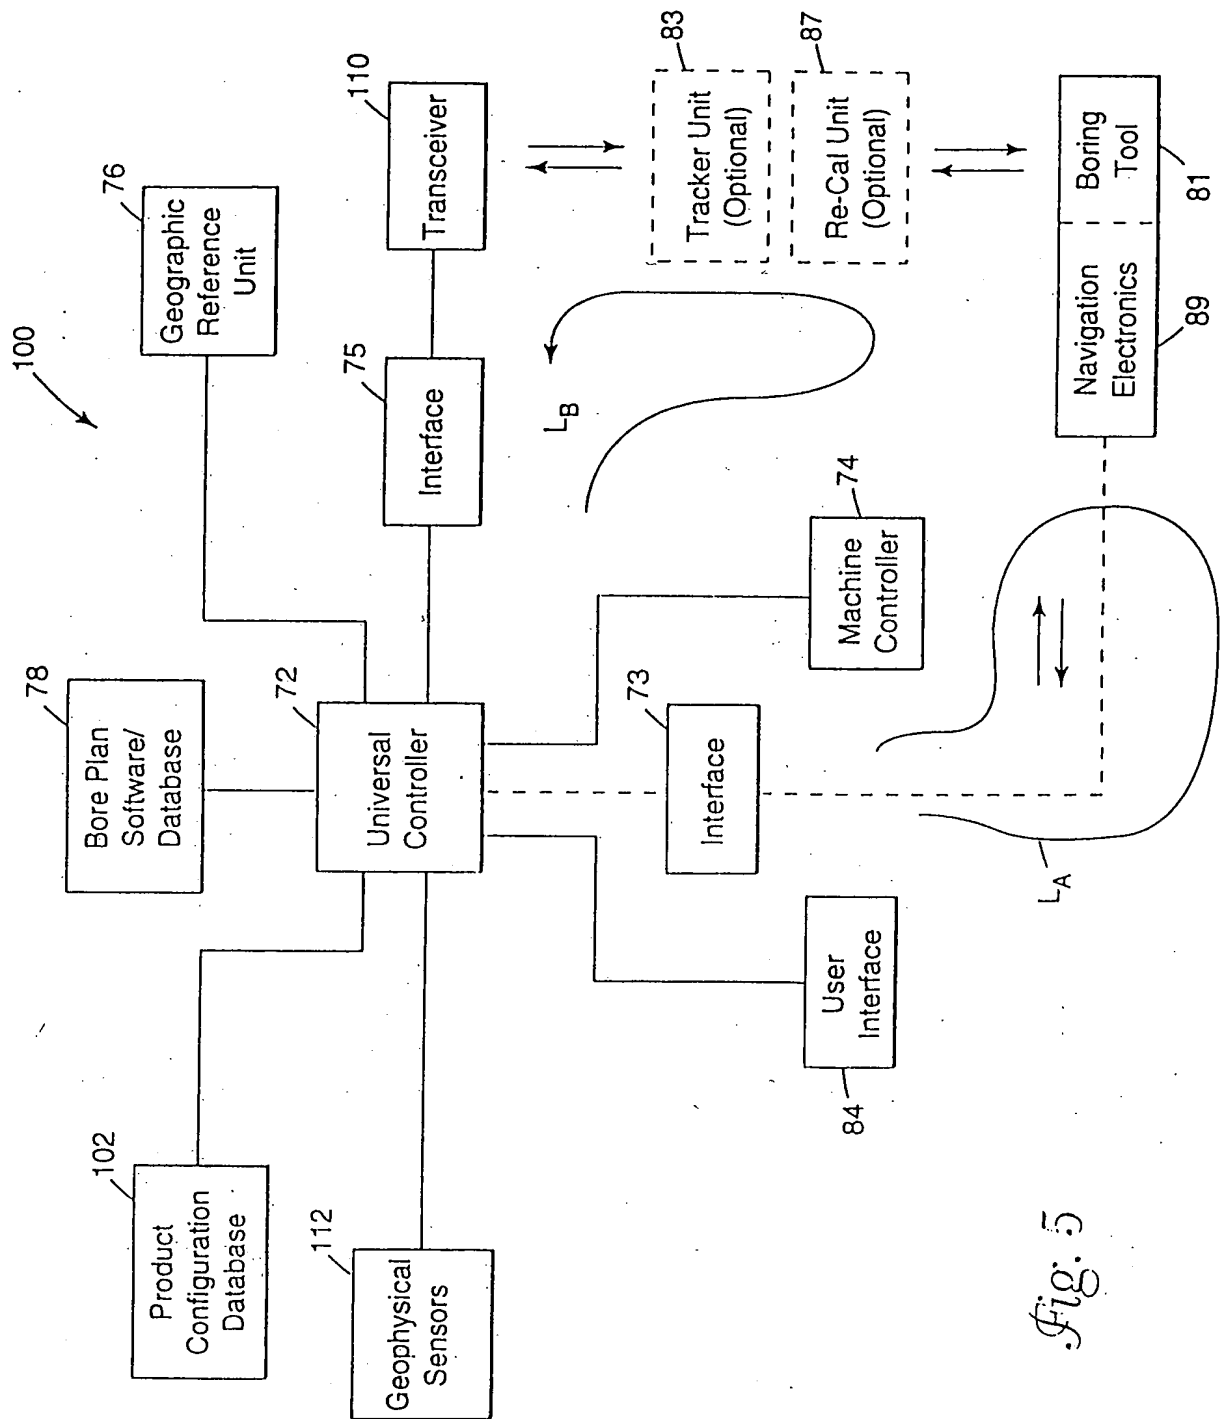 100
76
Geographic
Reference
Unit
78
Bore Plan
Software/
Database
102
Product
Configuration
Database
112
Geophysical
Sensors
72
Universal
Controller
75
Interface
110
Transceiver
83
Tracker Unit
(Optional)
87
Re-Cal Unit
(Optional)
LB
73
Interface
74
Machine
Controller
84
User
Interface
LA
Navigation
Electronics
89
Boring
Tool
81
Fig. 5